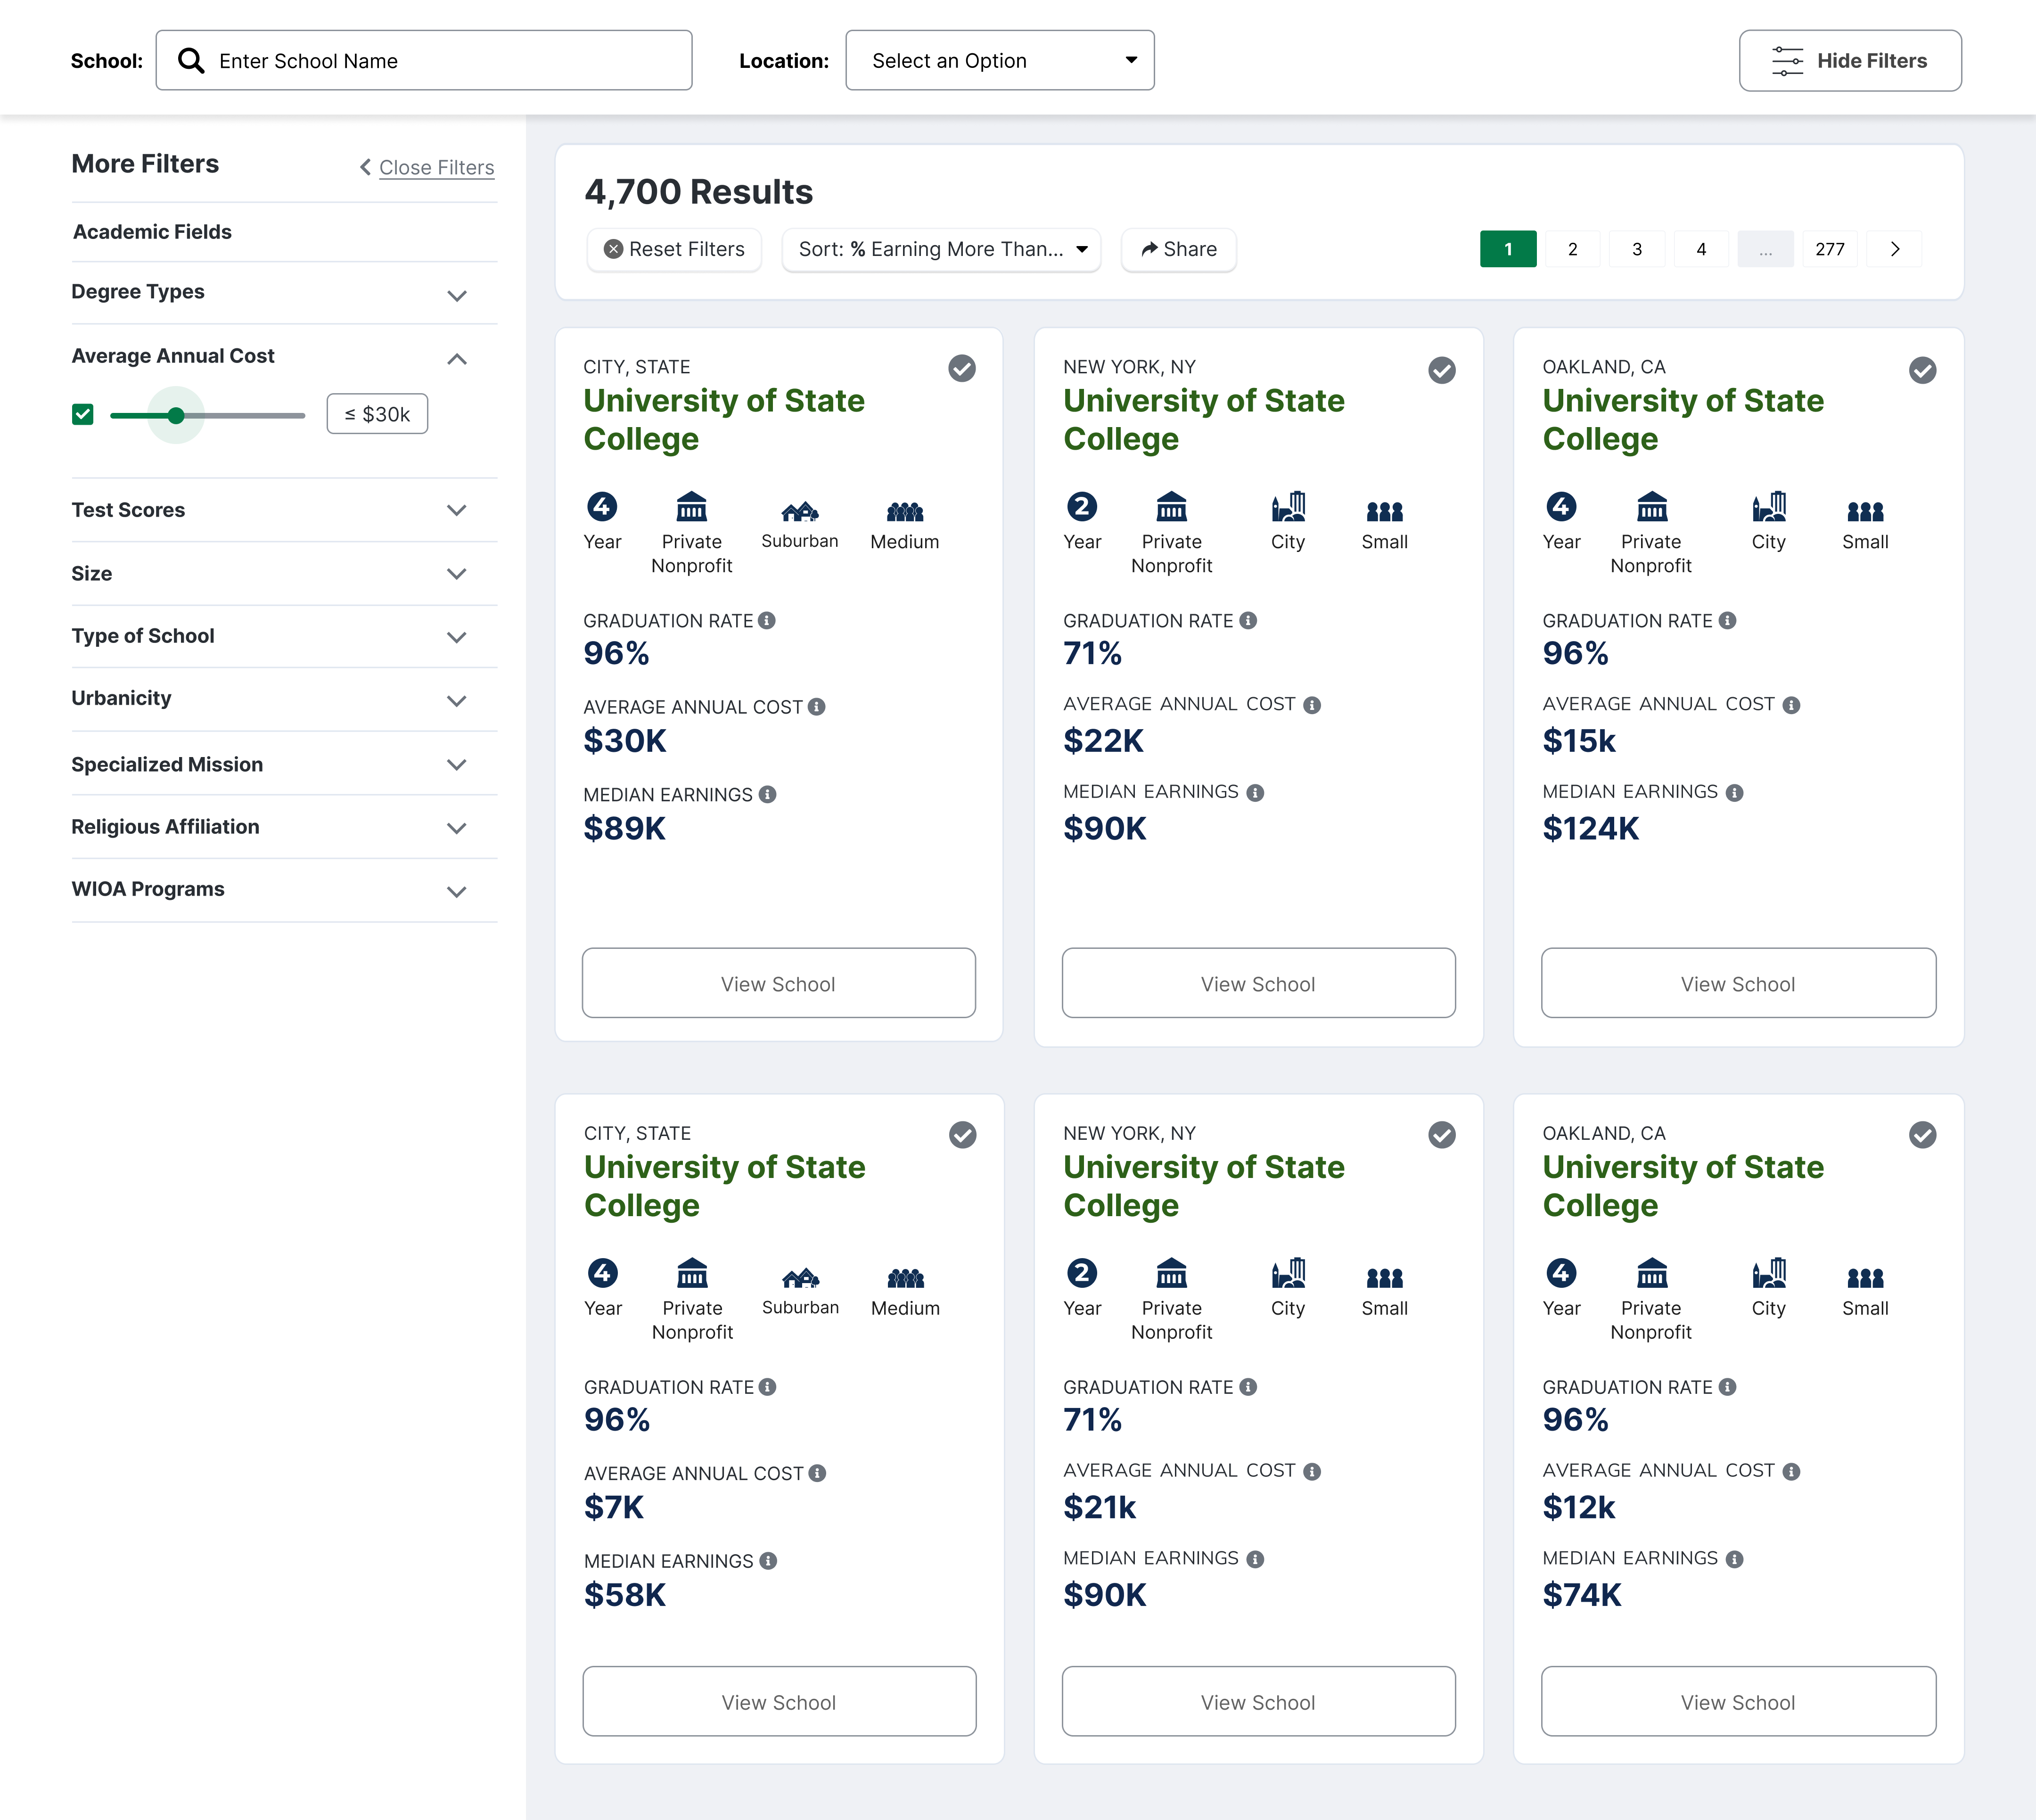 School:
Enter School Name
Location:
Select an Option
Hide Filters
More Filters
Close Filters
Academic Fields
Degree Types
Average Annual Cost
≤ $30k
Test Scores
Size
Type of School
Urbanicity
Specialized Mission
Religious Affiliation
WIOA Programs
4,700 Results
Reset Filters
Sort: % Earning More Than...
Share
1 2 3 4 ... 277
CITY, STATE
University of State
College
4
Year
Private
Nonprofit
Suburban
Medium
GRADUATION RATE
96%
AVERAGE ANNUAL COST
$30K
MEDIAN EARNINGS
$89K
View School
NEW YORK, NY
University of State
College
2
Year
Private
Nonprofit
City
Small
GRADUATION RATE
71%
AVERAGE ANNUAL COST
$22K
MEDIAN EARNINGS
$90K
View School
OAKLAND, CA
University of State
College
4
Year
Private
Nonprofit
City
Small
GRADUATION RATE
96%
AVERAGE ANNUAL COST
$15k
MEDIAN EARNINGS
$124K
View School
CITY, STATE
University of State
College
4
Year
Private
Nonprofit
Suburban
Medium
GRADUATION RATE
96%
AVERAGE ANNUAL COST
$7K
MEDIAN EARNINGS
$58K
View School
NEW YORK, NY
University of State
College
2
Year
Private
Nonprofit
City
Small
GRADUATION RATE
71%
AVERAGE ANNUAL COST
$21k
MEDIAN EARNINGS
$90K
View School
OAKLAND, CA
University of State
College
4
Year
Private
Nonprofit
City
Small
GRADUATION RATE
96%
AVERAGE ANNUAL COST
$12k
MEDIAN EARNINGS
$74K
View School